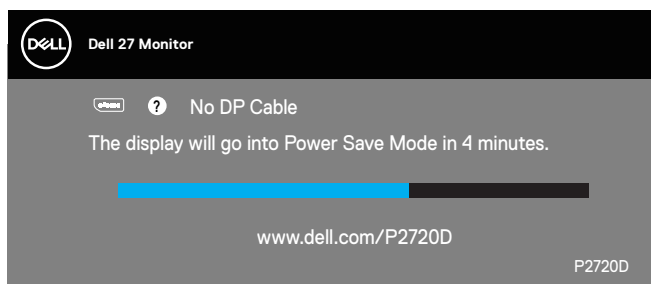 DELL
Dell 27 Monitor
No DP Cable
The display will go into Power Save Mode in 4 minutes.
www.dell.com/P2720D
P2720D